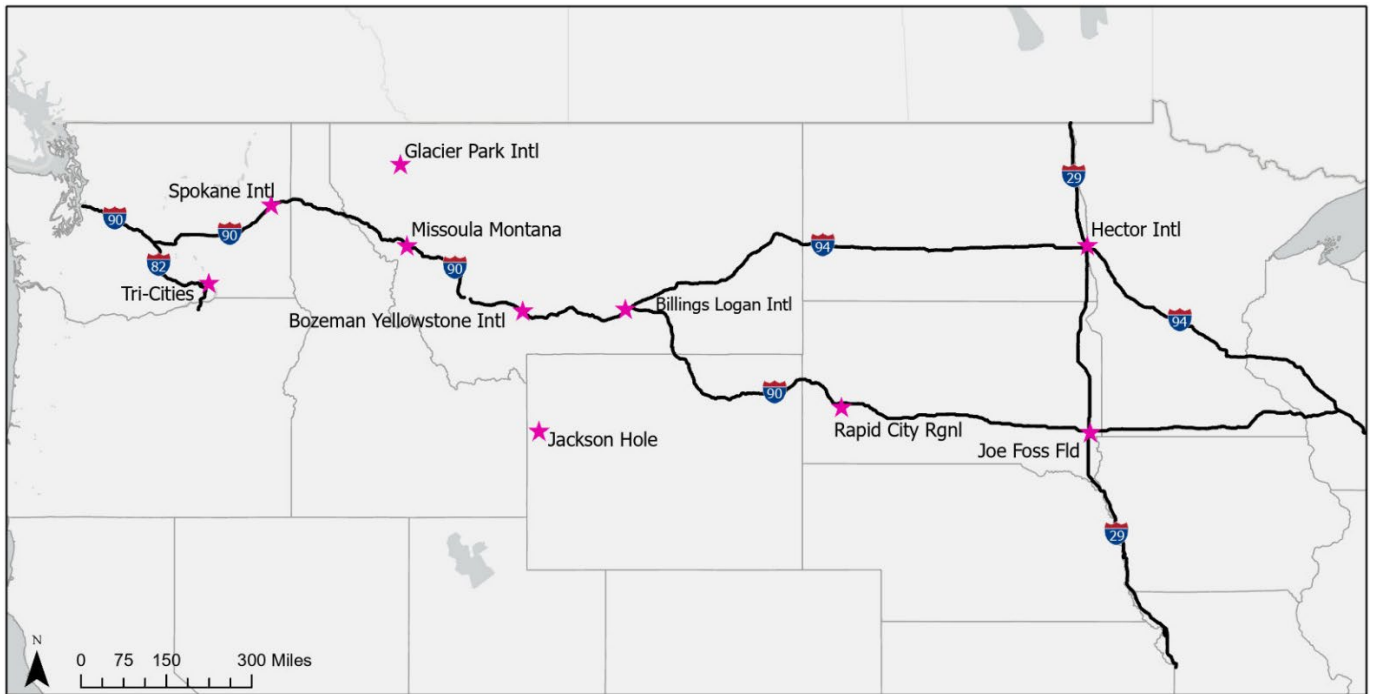 Glacier Park Intl
29
Spokane Intl
90
90
Missoula Montana
Hector Intl
82
90
94
Tri-Cities
Bozeman Yellowstone Intl
Billings Logan Intl
94
90
Jackson Hole
Rapid City Rgnl
Joe Foss Fld
29
N
0 75 150 300 Miles